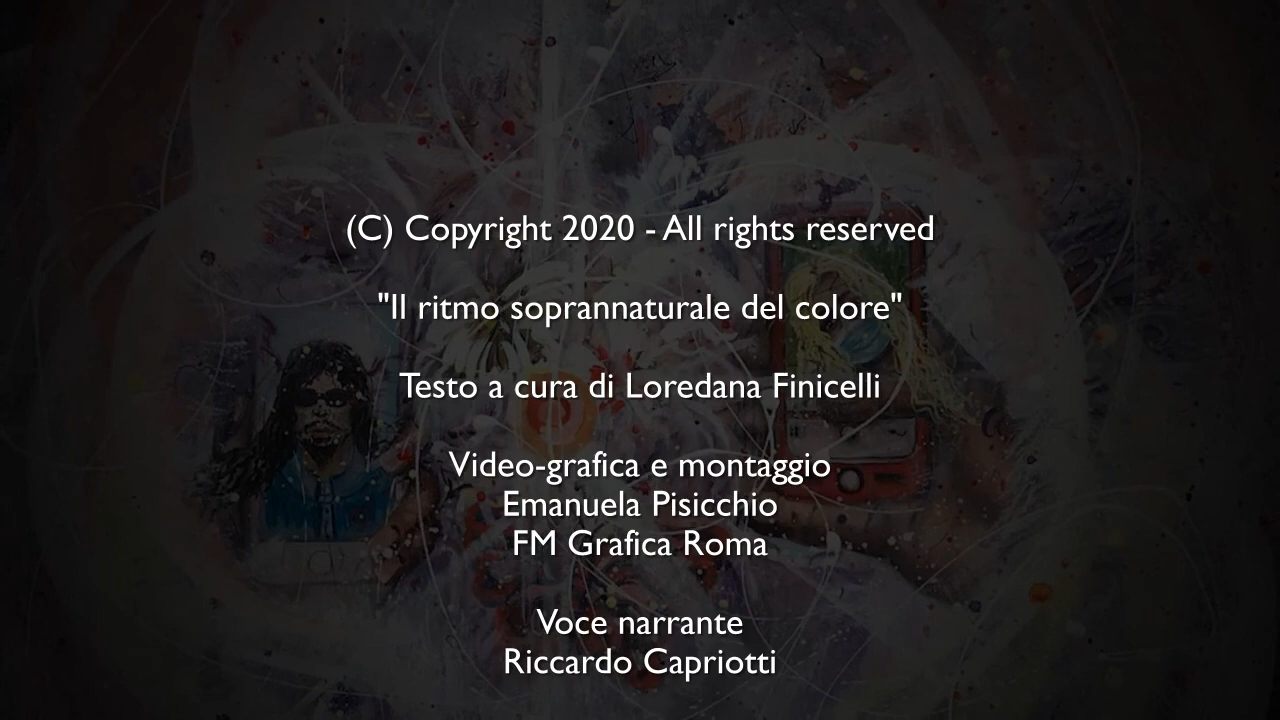 (C) Copyright 2020 - All rights reserved
"Il ritmo soprannaturale del colore"
Testo a cura di Loredana Finicelli
Video-grafica e montaggio
Emanuela Pisicchio
FM Grafica Roma
Voce narrante
Riccardo Capriotti